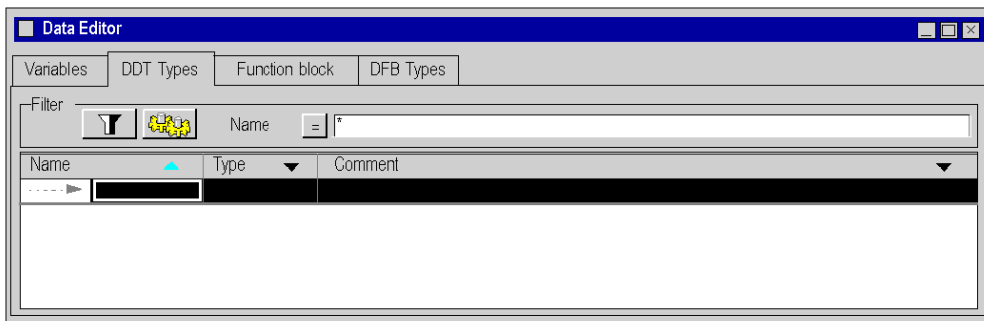 Data Editor
Variables DDT Types Function block DFB Types
Filter
Name = *
Name Type Comment